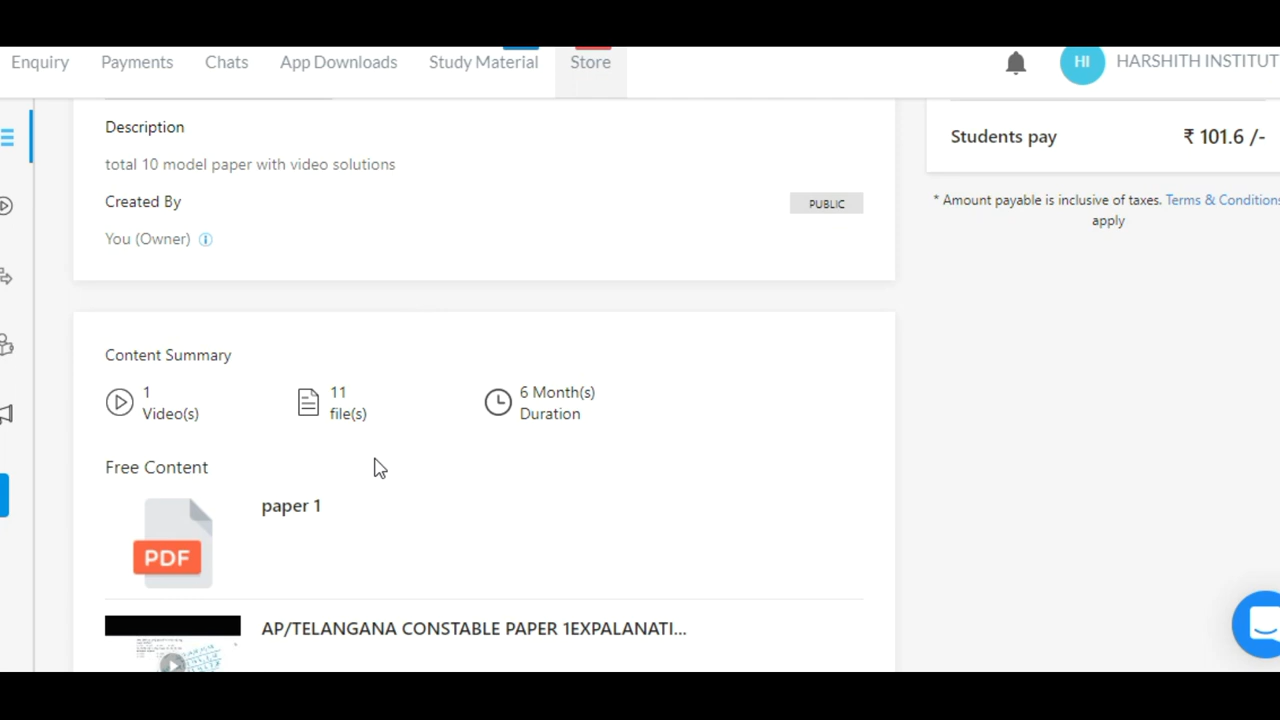 Enquiry Payments Chats App Downloads Study Material Store HI HARSHITH INSTITUT
Description
total 10 model paper with video solutions
Created By
PUBLIC
You (Owner)
Students pay ₹ 101.6 /-
* Amount payable is inclusive of taxes. Terms & Conditions
apply
Content Summary
1
Video(s)
11
file(s)
6 Month(s)
Duration
Free Content
PDF
paper 1
AP/TELANGANA CONSTABLE PAPER 1EXPALANATI...